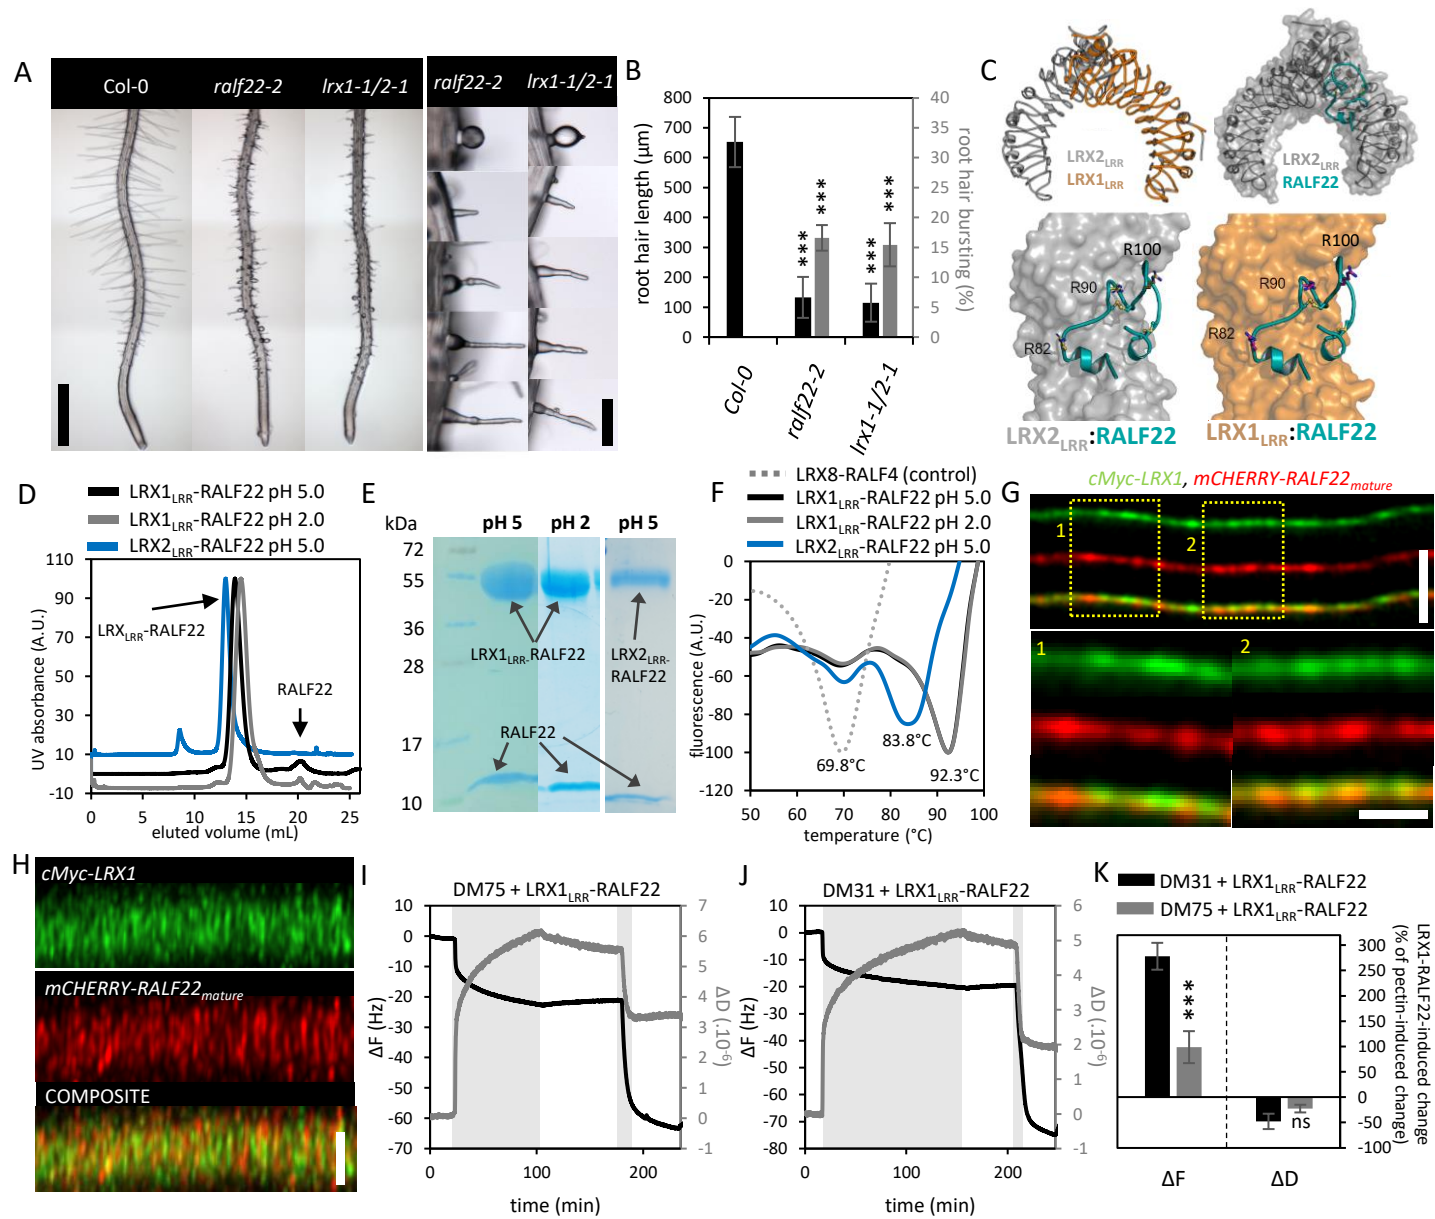 A
Col-0
ralf22-2
lrx1-1/2-1
ralf22-2
lrx1-1/2-1
B
800
700
600
500
400
300
200
100
0
root hair length (µm)
40
35
30
25
20
15
10
5
0
root hair bursting (%)
***
***
***
***
Col-0
ralf22-2
lrx1-1/2-1
C
LRX2LRR
LRX1LRR
LRX2LRR
RALF22
R100
R90
R82
R100
R90
R82
LRX2LRR:RALF22
LRX1LRR:RALF22
D
LRX1LRR-RALF22 pH 5.0
LRX1LRR-RALF22 pH 2.0
LRX2LRR-RALF22 pH 5.0
110
90
70
50
30
10
-10
UV absorbance (A.U.)
LRXLRR-RALF22
RALF22
0
5
10
15
20
25
eluted volume (mL)
E
kDa
pH 5
pH 2
pH 5
72
55
36
28
17
10
LRX1LRR-RALF22
LRX2LRR-
RALF22
RALF22
F
LRX8-RALF4 (control)
LRX1LRR-RALF22 pH 5.0
LRX1LRR-RALF22 pH 2.0
LRX2LRR-RALF22 pH 5.0
0
-20
-40
-60
-80
-100
-120
fluorescence (A.U.)
69.8°C
83.8°C
92.3°C
50
60
70
80
90
100
temperature (°C)
G
cMyc-LRX1, mCHERRY-RALF22mature
1
2
1
2
H
cMyc-LRX1
mCHERRY-RALF22mature
COMPOSITE
I
DM75 + LRX1LRR-RALF22
10
0
-10
-20
-30
-40
-50
-60
-70
ΔF (Hz)
7
6
5
4
3
2
1
0
-1
ΔD (.10-6)
0
100
200
time (min)
J
DM31 + LRX1LRR-RALF22
10
0
-10
-20
-30
-40
-50
-60
-70
-80
ΔF (Hz)
6
5
4
3
2
1
0
-1
ΔD (.10-6)
0
100
200
time (min)
K
DM31 + LRX1LRR-RALF22
DM75 + LRX1LRR-RALF22
***
ns
300
250
200
150
100
50
0
-50
-100
LRX1-RALF22-induced change
(% of pectin-induced change)
ΔF
ΔD